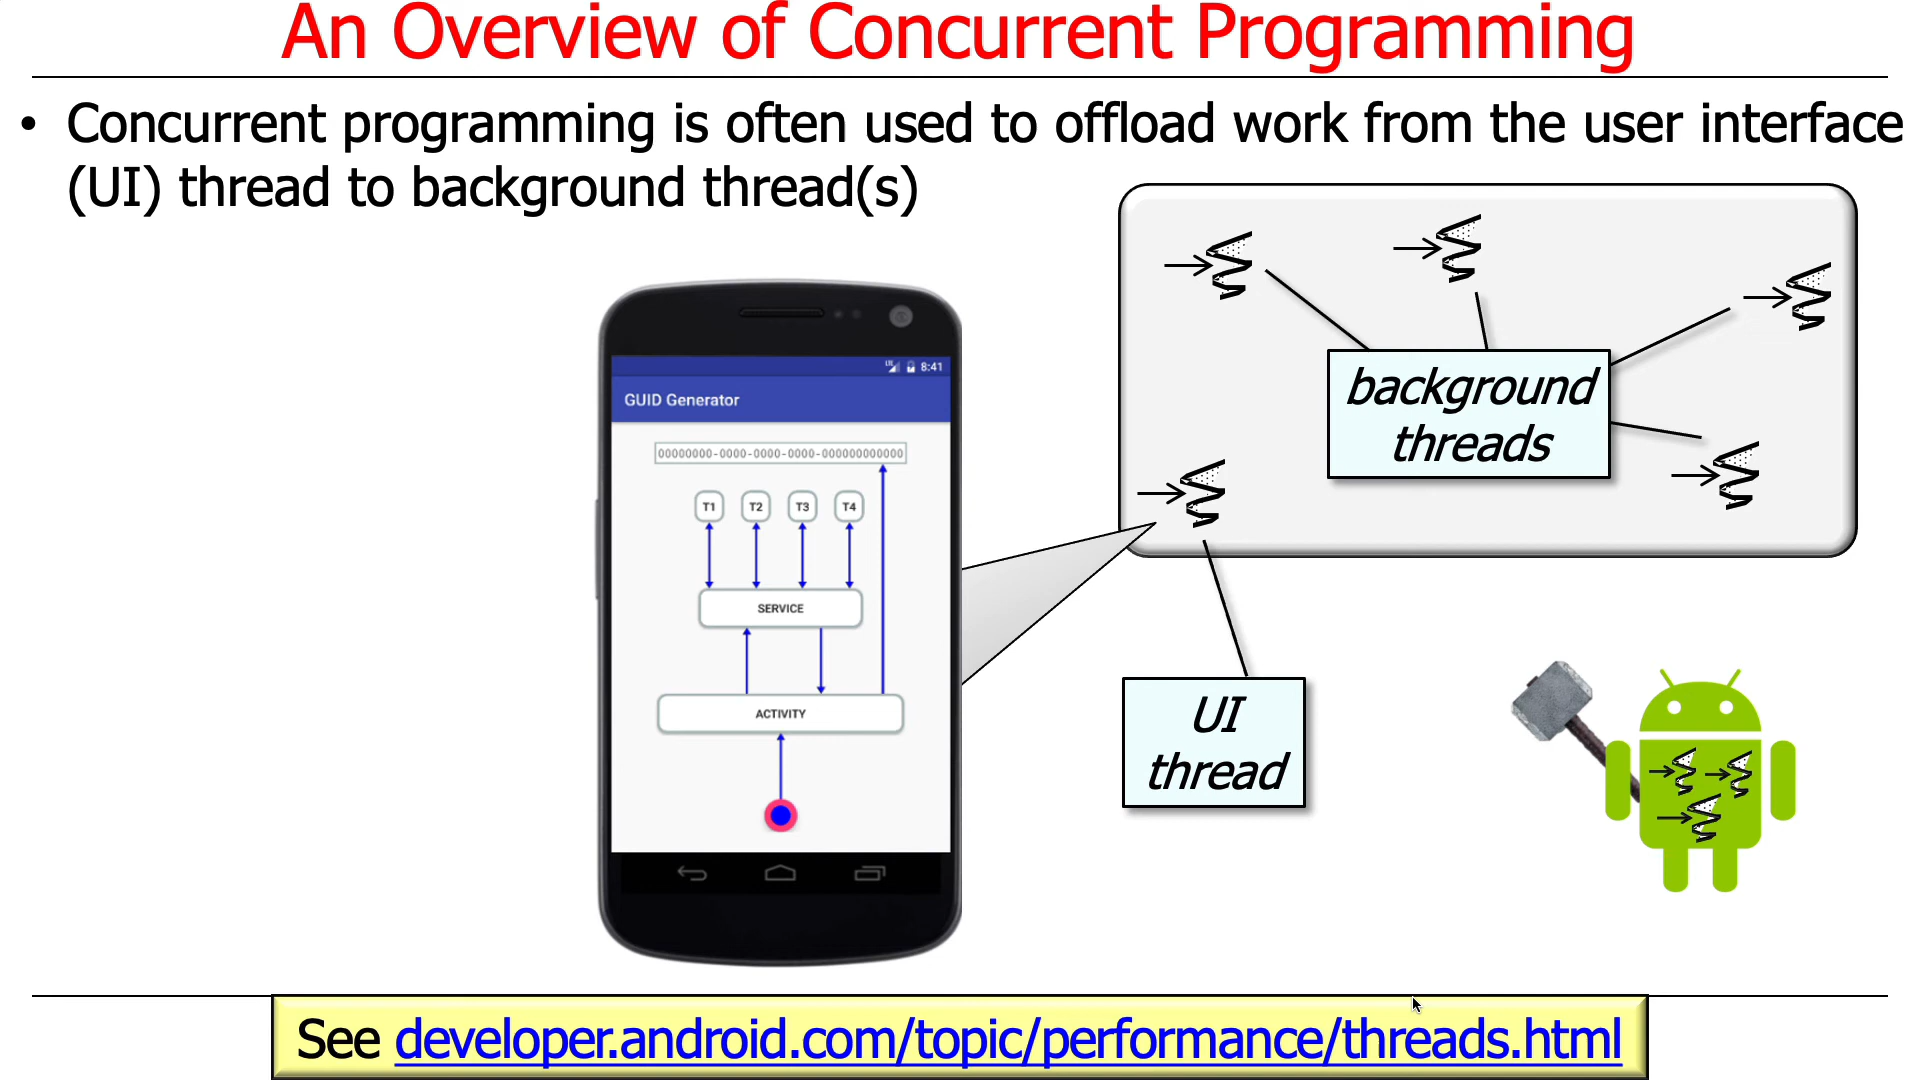 An Overview of Concurrent Programming
• Concurrent programming is often used to offload work from the user interface
(UI) thread to background thread(s)
LTE 8:41
GUID Generator
00000000-0000-0000-0000-000000000000
T1 T2 T3 T4
SERVICE
ACTIVITY
background
threads
UI
thread
See developer.android.com/topic/performance/threads.html